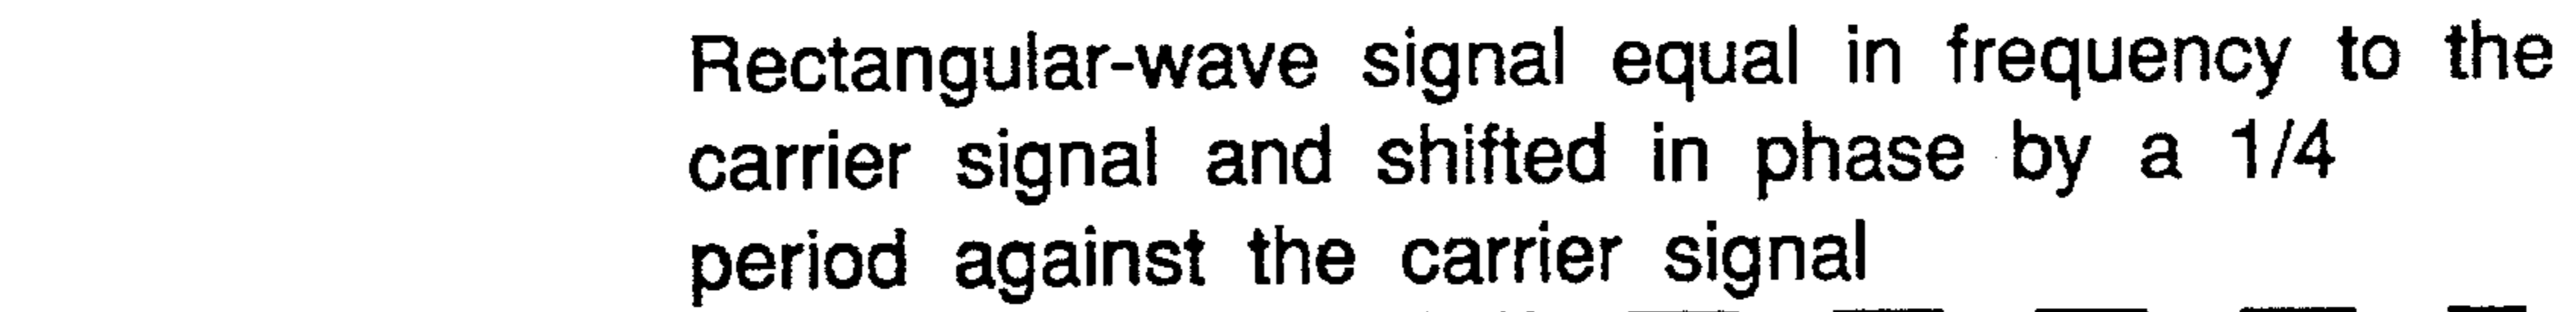 Rectangular-wave signal equal in frequency to the
carrier signal and shifted in phase by a 1/4
period against the carrier signal